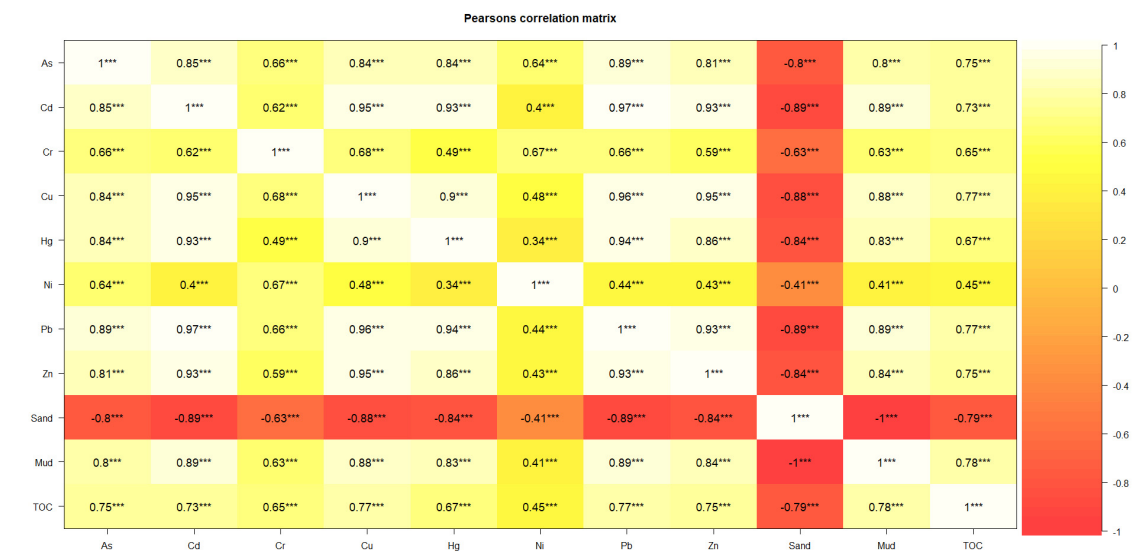 Pearsons correlation matrix
As 1*** 0.85*** 0.66*** 0.84*** 0.84*** 0.64*** 0.89*** 0.81*** -0.8*** 0.8*** 0.75***
Cd 0.85*** 1*** 0.62*** 0.95*** 0.93*** 0.4*** 0.97*** 0.93*** -0.89*** 0.89*** 0.73***
Cr 0.66*** 0.62*** 1*** 0.68*** 0.49*** 0.67*** 0.66*** 0.59*** -0.63*** 0.63*** 0.65***
Cu 0.84*** 0.95*** 0.68*** 1*** 0.9*** 0.48*** 0.96*** 0.95*** -0.88*** 0.88*** 0.77***
Hg 0.84*** 0.93*** 0.49*** 0.9*** 1*** 0.34*** 0.94*** 0.86*** -0.84*** 0.83*** 0.67***
Ni 0.64*** 0.4*** 0.67*** 0.48*** 0.34*** 1*** 0.44*** 0.43*** -0.41*** 0.41*** 0.45***
Pb 0.89*** 0.97*** 0.66*** 0.96*** 0.94*** 0.44*** 1*** 0.93*** -0.89*** 0.89*** 0.77***
Zn 0.81*** 0.93*** 0.59*** 0.95*** 0.86*** 0.43*** 0.93*** 1*** -0.84*** 0.84*** 0.75***
Sand -0.8*** -0.89*** -0.63*** -0.88*** -0.84*** -0.41*** -0.89*** -0.84*** 1*** -1*** -0.79***
Mud 0.8*** 0.89*** 0.63*** 0.88*** 0.83*** 0.41*** 0.89*** 0.84*** -1*** 1*** 0.78***
TOC 0.75*** 0.73*** 0.65*** 0.77*** 0.67*** 0.45*** 0.77*** 0.75*** -0.79*** 0.78*** 1***
As Cd Cr Cu Hg Ni Pb Zn Sand Mud TOC
1
0.8
0.6
0.4
0.2
0
-0.2
-0.4
-0.6
-0.8
-1